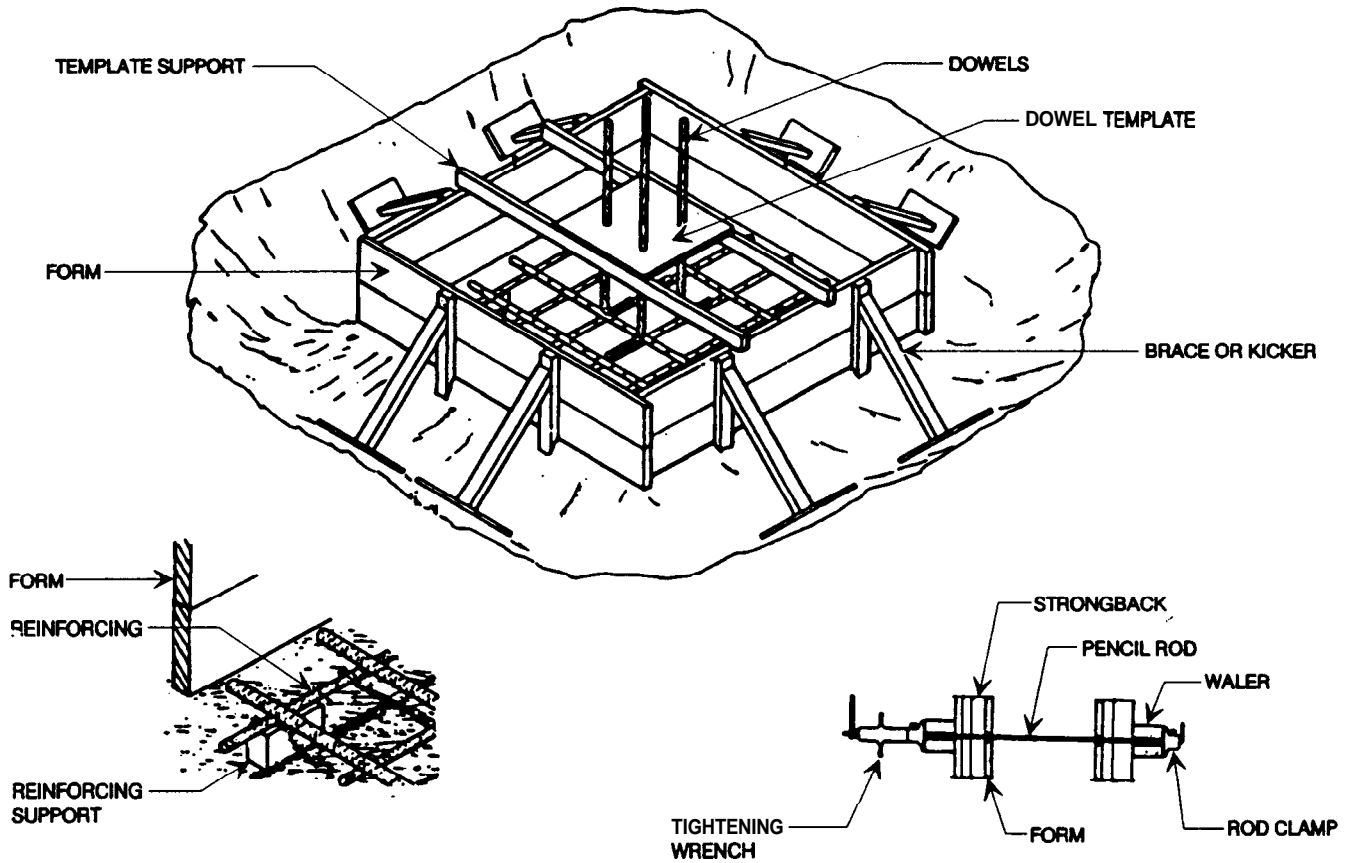 TEMPLATE SUPPORT
DOWELS
DOWEL TEMPLATE
FORM
BRACE OR KICKER
FORM
REINFORCING
REINFORCING
SUPPORT
STRONGBACK
PENCIL ROD
WALER
TIGHTENING
WRENCH
FORM
ROD CLAMP